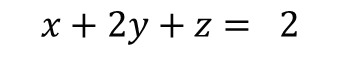 x + 2y + z = 2